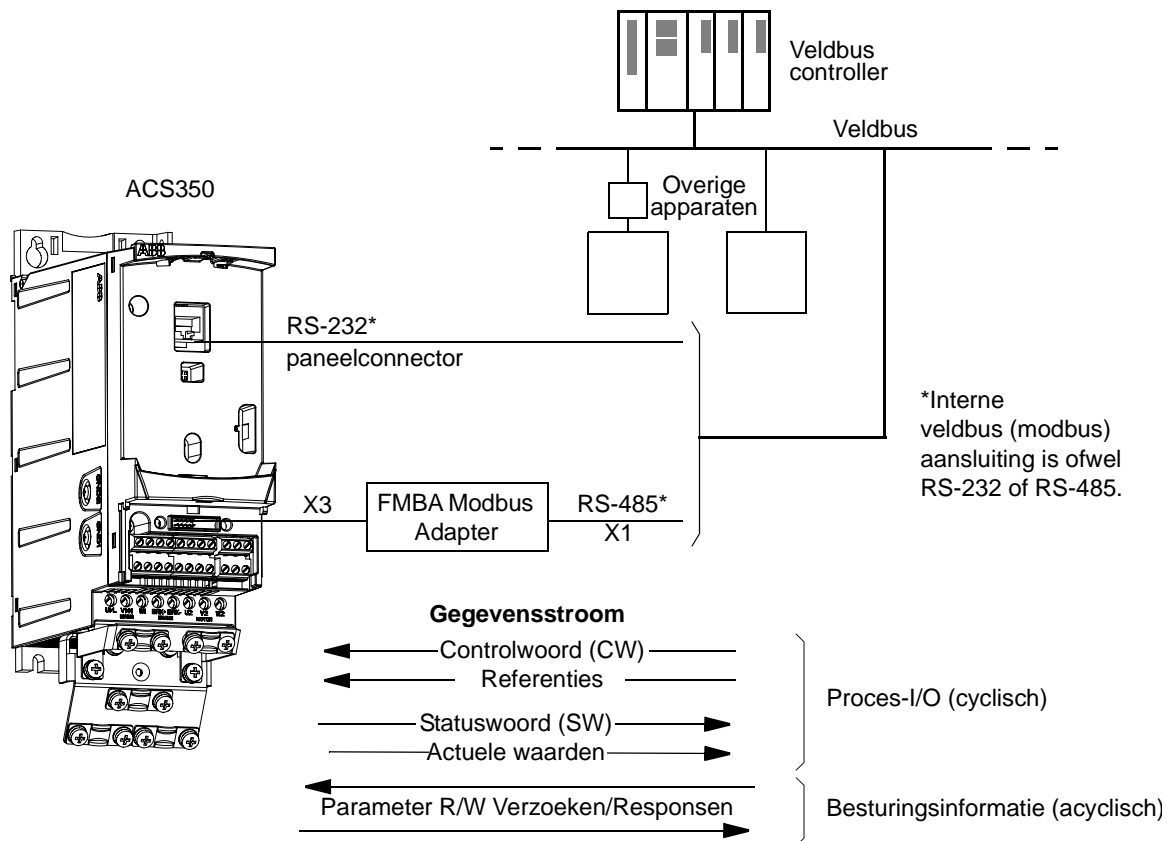 Veldbus
controller
Veldbus
ACS350
Overige
apparaten
ABB
RS-232*
paneelconnector
*Interne
veldbus (modbus)
aansluiting is ofwel
RS-232 of RS-485.
X3
FMBA Modbus
Adapter
RS-485*
X1
Gegevensstroom
Controlwoord (CW)
Referenties
Proces-I/O (cyclisch)
Statuswoord (SW)
Actuele waarden
Parameter R/W Verzoeken/Responsen
Besturingsinformatie (acyclisch)